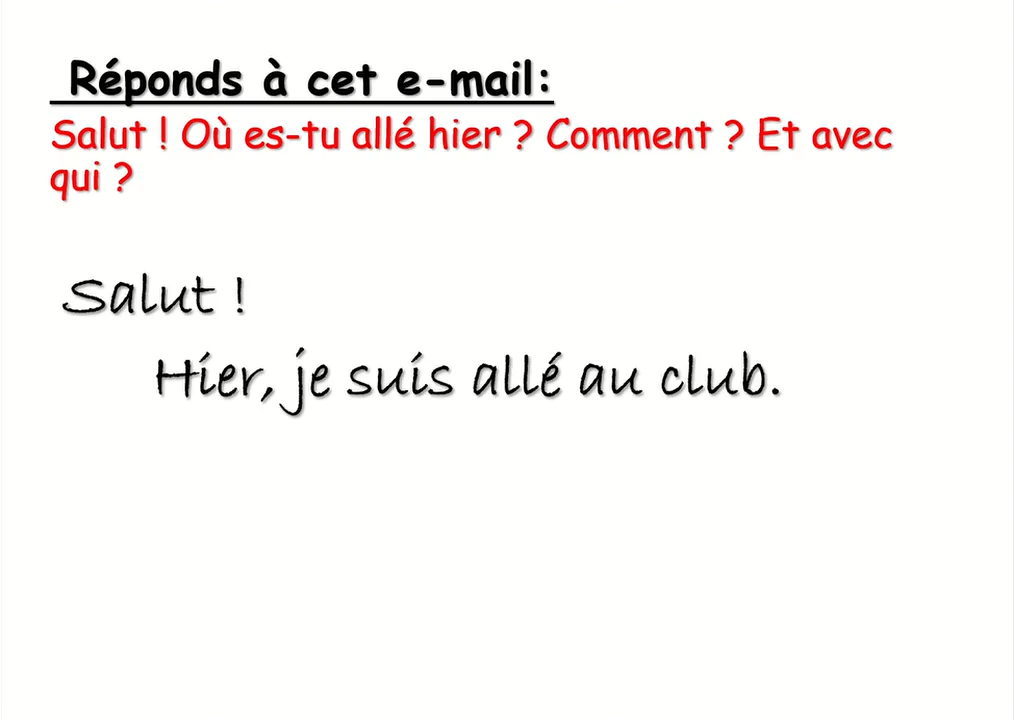 Réponds à cet e-mail:
Salut ! Où es-tu allé hier ? Comment ? Et avec
qui ?
Salut !
Hier, je suis allé au club.